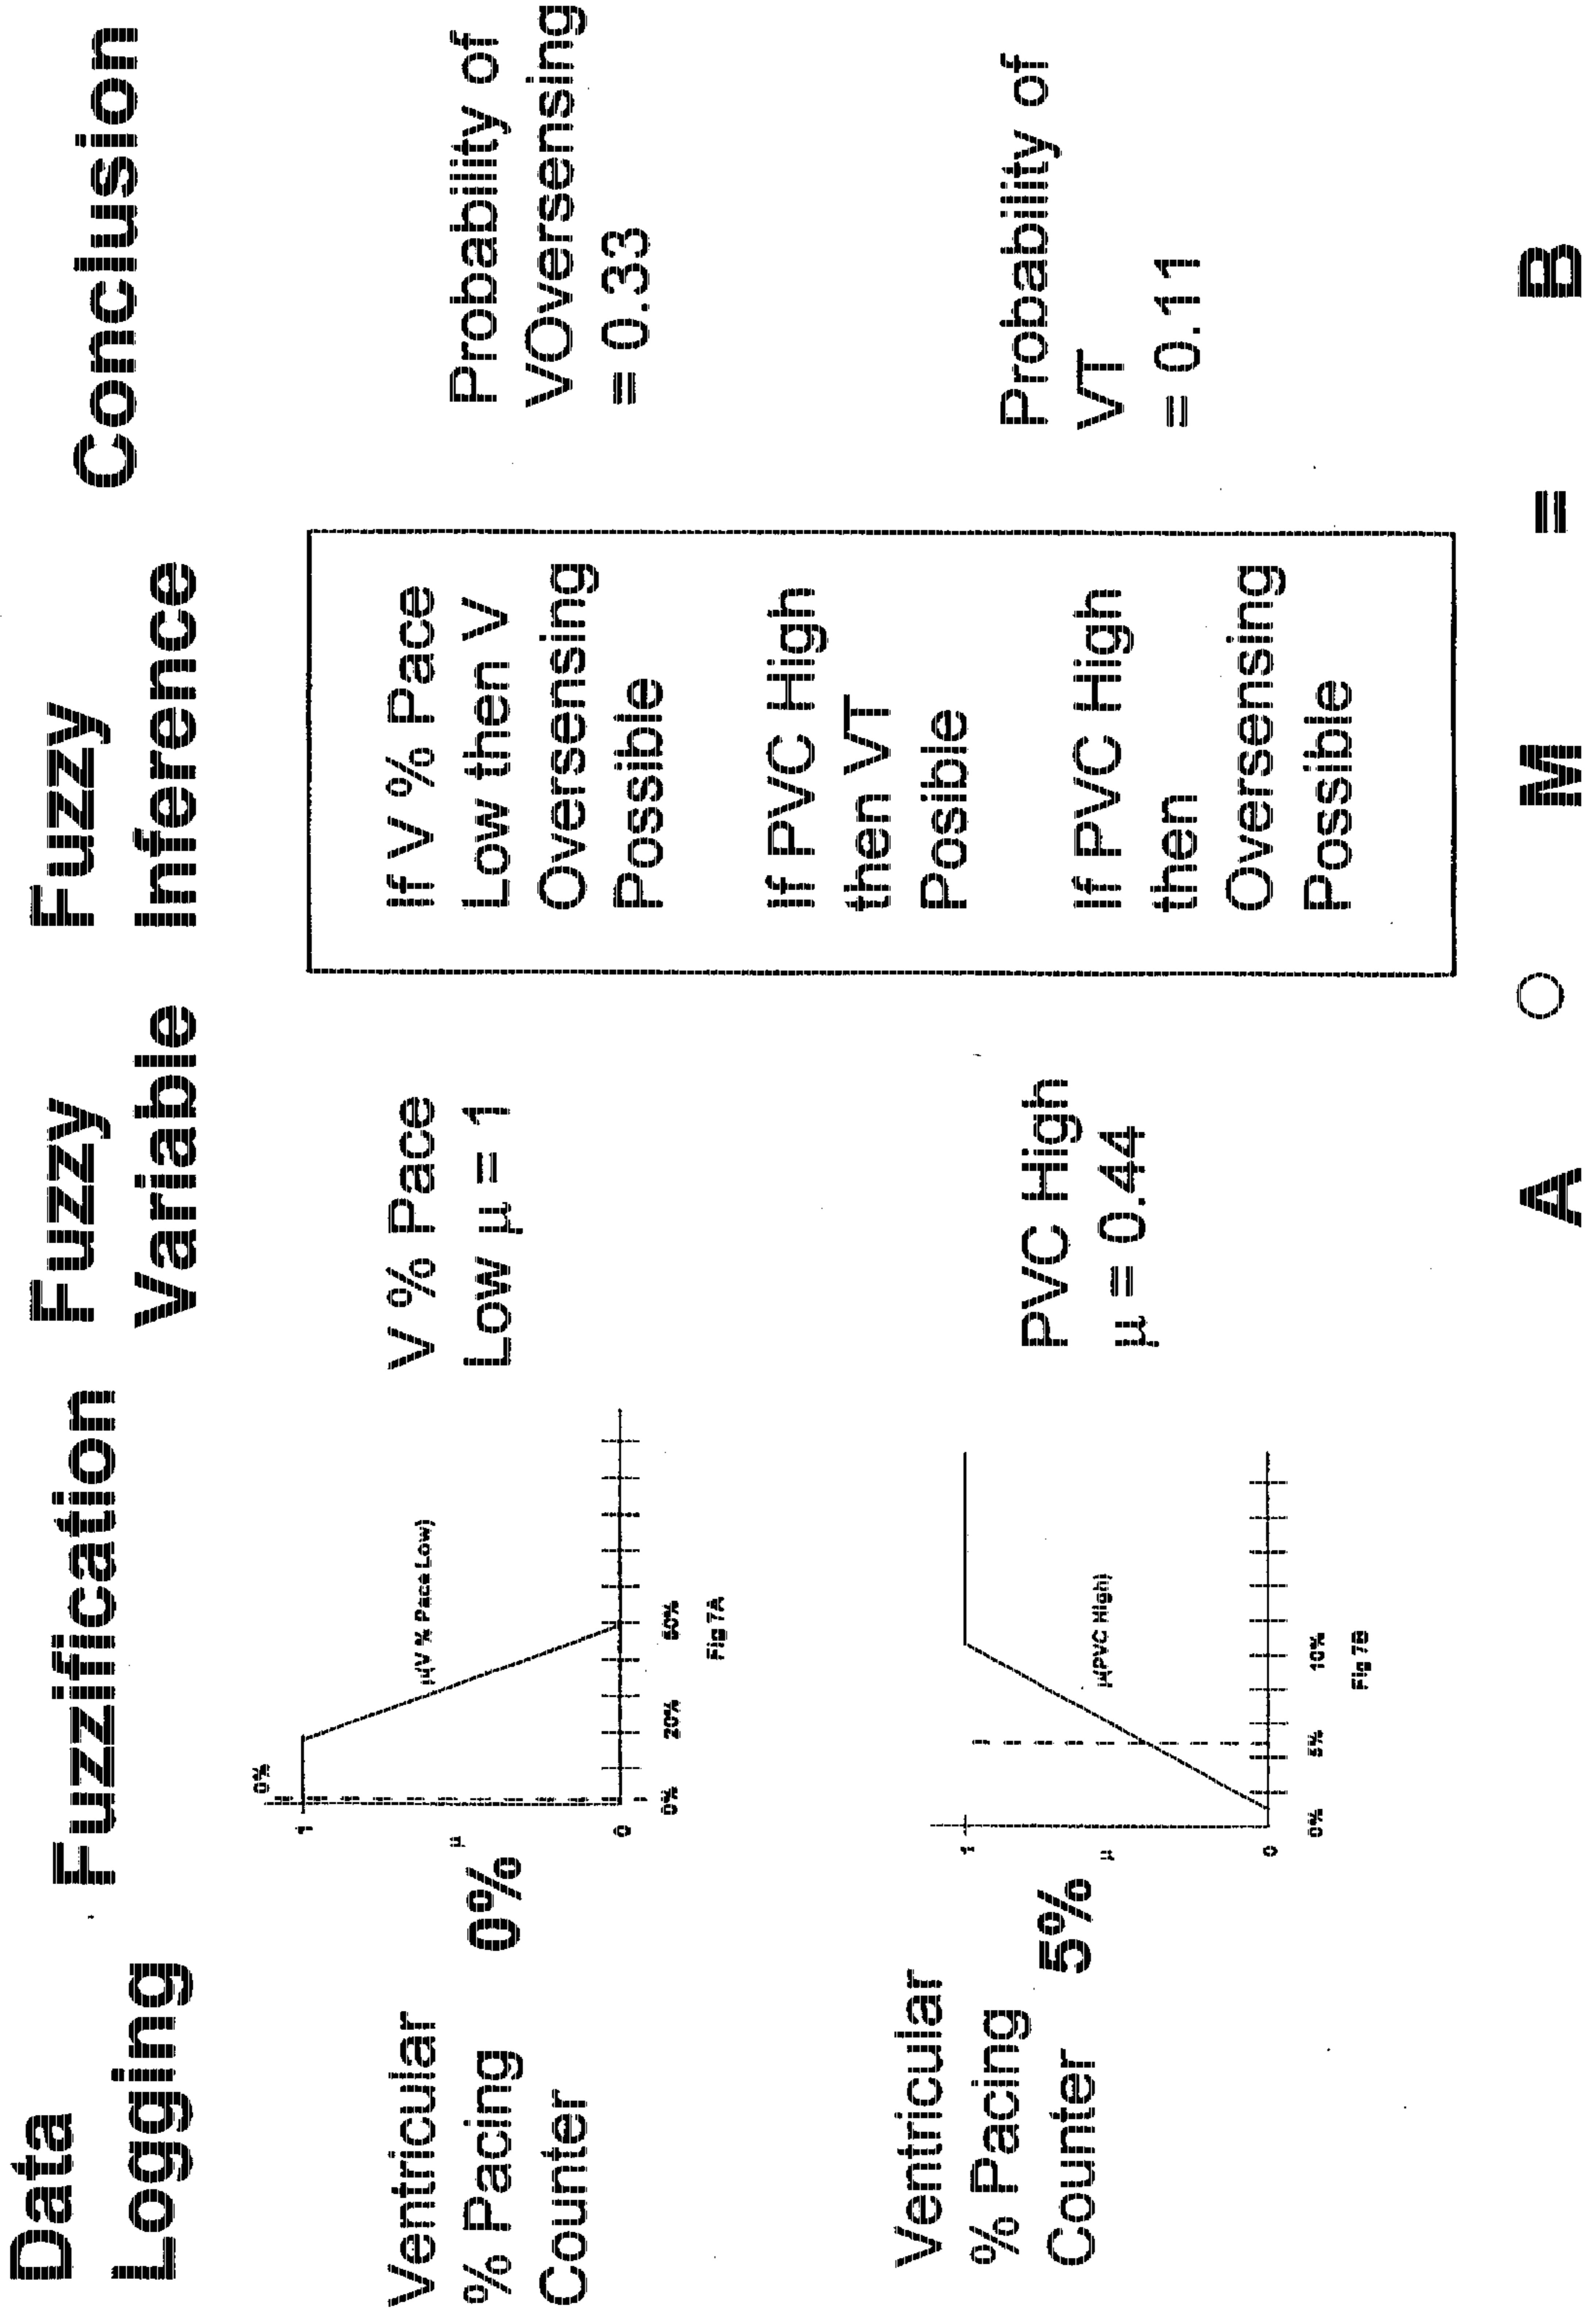 Data
Logging
Fuzzification
Fuzzy
Variable
Fuzzy
Inference
Conclusion
Ventricular
% Pacing
Counter
0%
0%
1
μ
0
μ(V % Pace Low)
0%
20%
50%
Fig 7A
V % Pace
Low μ = 1
If V % Pace
Low then V
Oversensing
Possible
If PVC High
then VT
Posible
If PVC High
then
Oversensing
Possible
Probability of
VOversensing
= 0.33
Ventricular
% Pacing
Counter
5%
1
μ
0
μ(PVC High)
0%
5%
10%
Fig 7B
PVC High
μ = 0.44
Probability of
VT
= 0.11
A ○ M = B